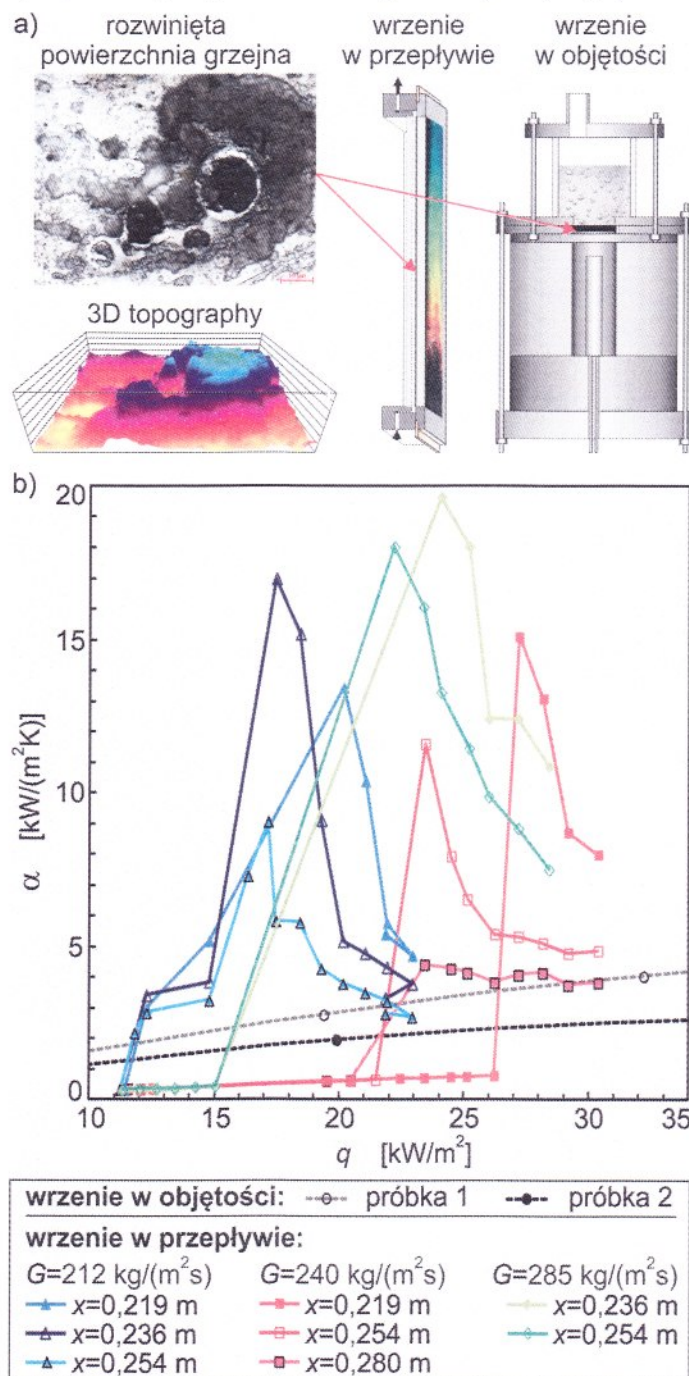 a)
rozwinięta powierzchnia grzejna
wrzenie w przepływie
wrzenie w objętości
3D topography
b)
20
15
10
5
0
α [kW/(m²K)]
10 15 20 25 30 35
q [kW/m²]
wrzenie w objętości: próbka 1 próbka 2
wrzenie w przepływie:
G=212 kg/(m²s) G=240 kg/(m²s) G=285 kg/(m²s)
x=0,219 m x=0,219 m x=0,236 m
x=0,236 m x=0,254 m x=0,254 m
x=0,254 m x=0,280 m